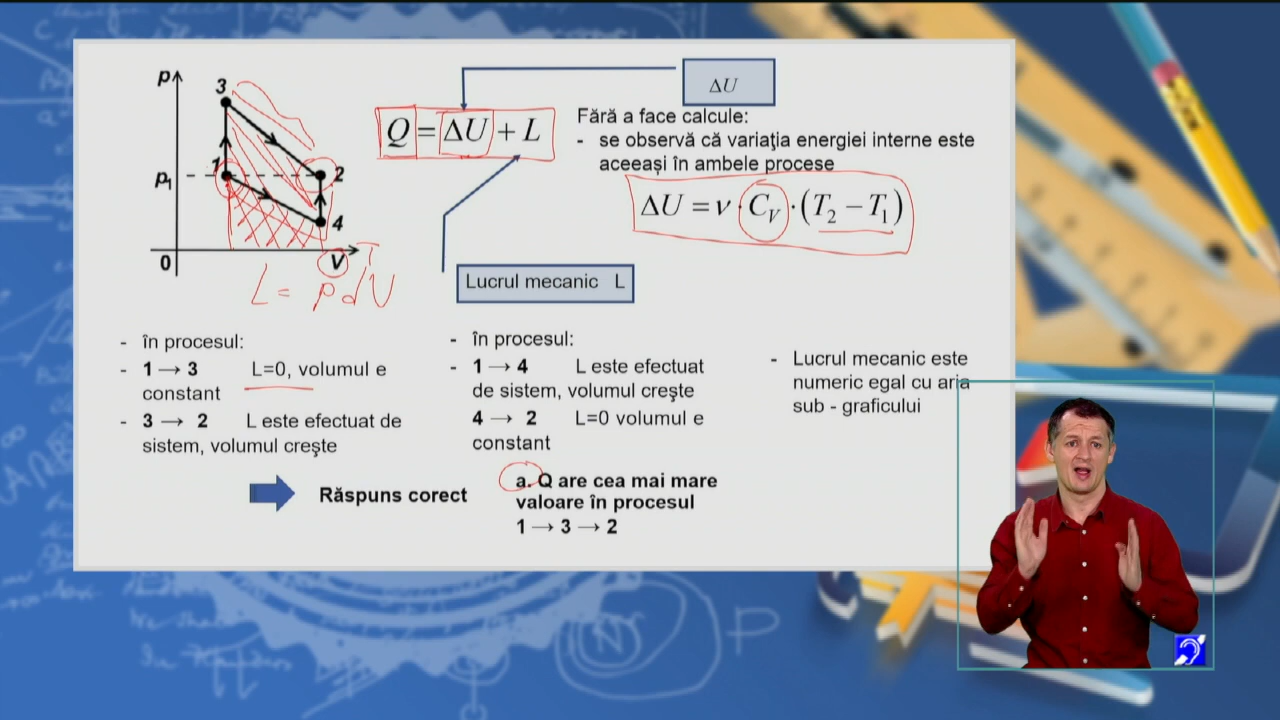 p
3
1
2
p₁
4
0
V
L = p dV
ΔU
Q = ΔU + L
Lucrul mecanic L
Fără a face calcule:
- se observă că variaţia energiei interne este
aceeași în ambele procese
ΔU = ν · C_V · (T₂ − T₁)
- în procesul:
- 1 → 3 L=0, volumul e
constant
- 3 → 2 L este efectuat de
sistem, volumul creşte
- în procesul:
- 1 → 4 L este efectuat
de sistem, volumul creşte
4 → 2 L=0 volumul e
constant
- Lucrul mecanic este
numeric egal cu aria
sub - graficului
Răspuns corect
a. Q are cea mai mare
valoare în procesul
1 → 3 → 2
N
P